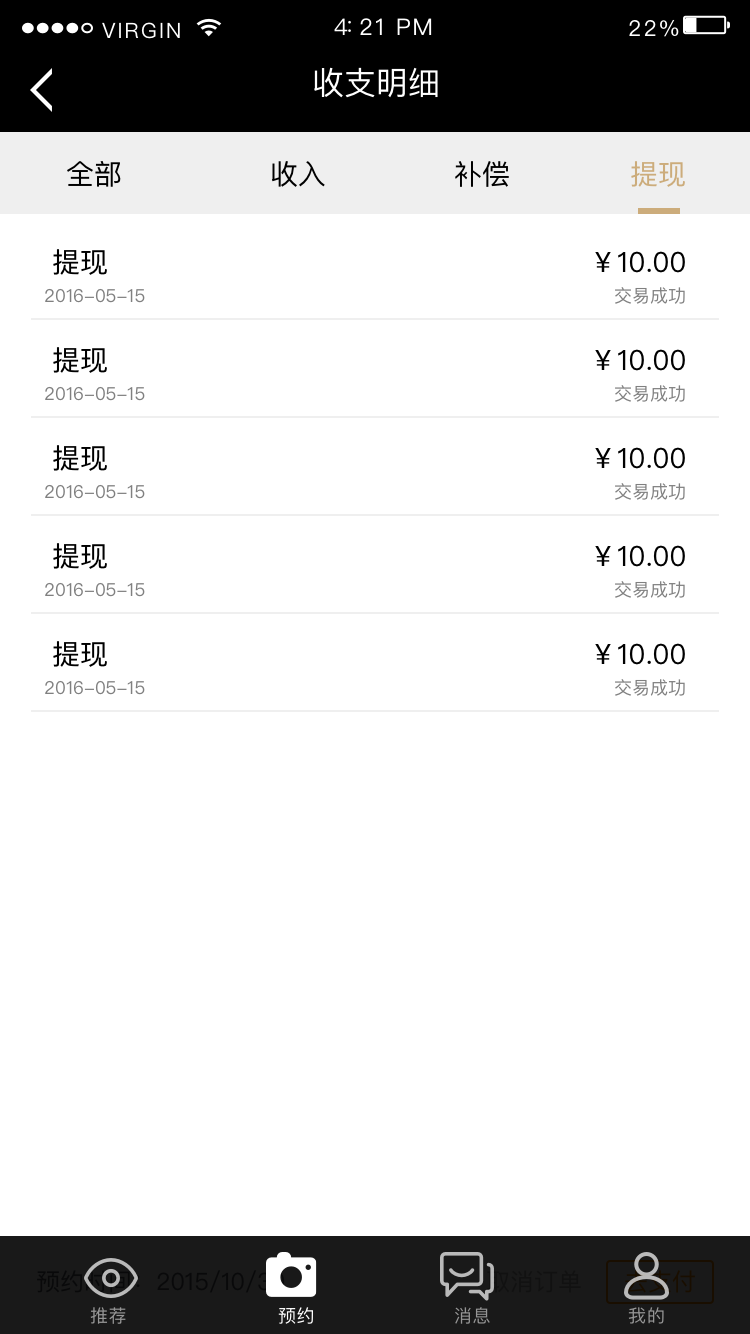 VIRGIN 4: 21 PM 22%
收支明细
全部 收入 补偿 提现
提现 ¥10.00
2016-05-15 交易成功
提现 ¥10.00
2016-05-15 交易成功
提现 ¥10.00
2016-05-15 交易成功
提现 ¥10.00
2016-05-15 交易成功
提现 ¥10.00
2016-05-15 交易成功
预约时间 2015/10/3 取消订单
推荐 预约 消息 我的